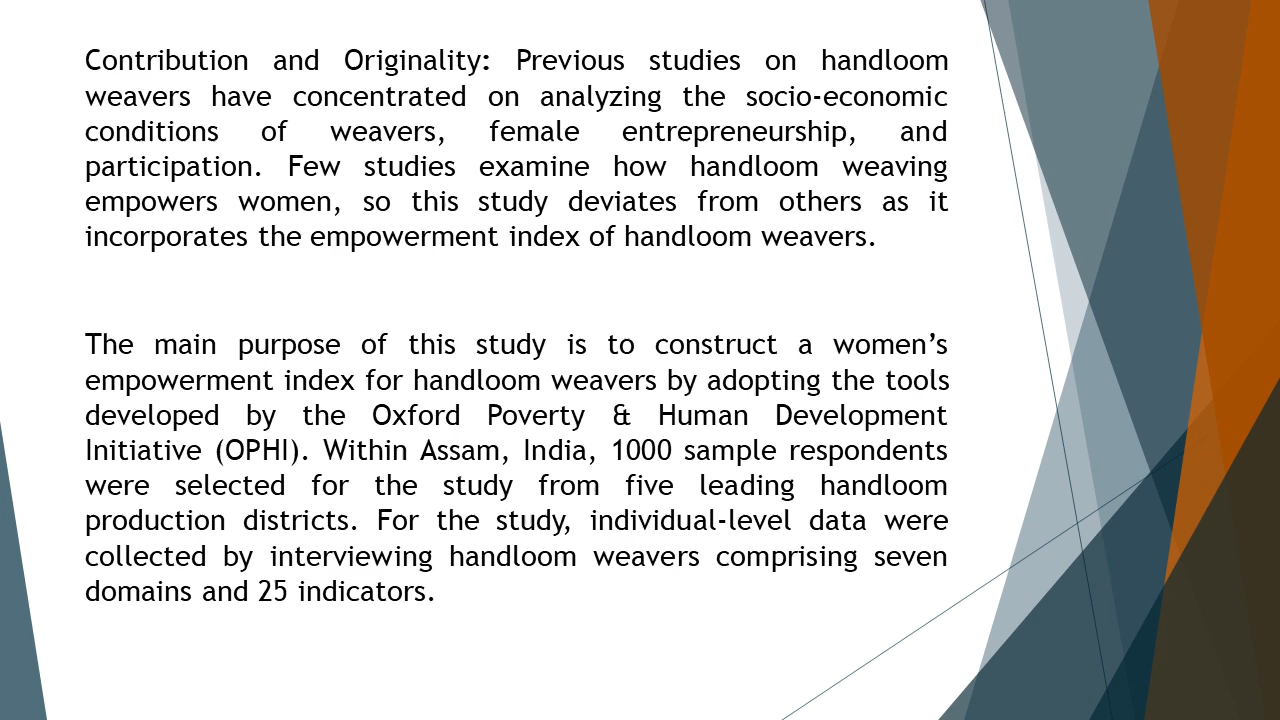 Contribution and Originality: Previous studies on handloom
weavers have concentrated on analyzing the socio-economic
conditions of weavers, female entrepreneurship, and
participation. Few studies examine how handloom weaving
empowers women, so this study deviates from others as it
incorporates the empowerment index of handloom weavers.
The main purpose of this study is to construct a women’s
empowerment index for handloom weavers by adopting the tools
developed by the Oxford Poverty & Human Development
Initiative (OPHI). Within Assam, India, 1000 sample respondents
were selected for the study from five leading handloom
production districts. For the study, individual-level data were
collected by interviewing handloom weavers comprising seven
domains and 25 indicators.